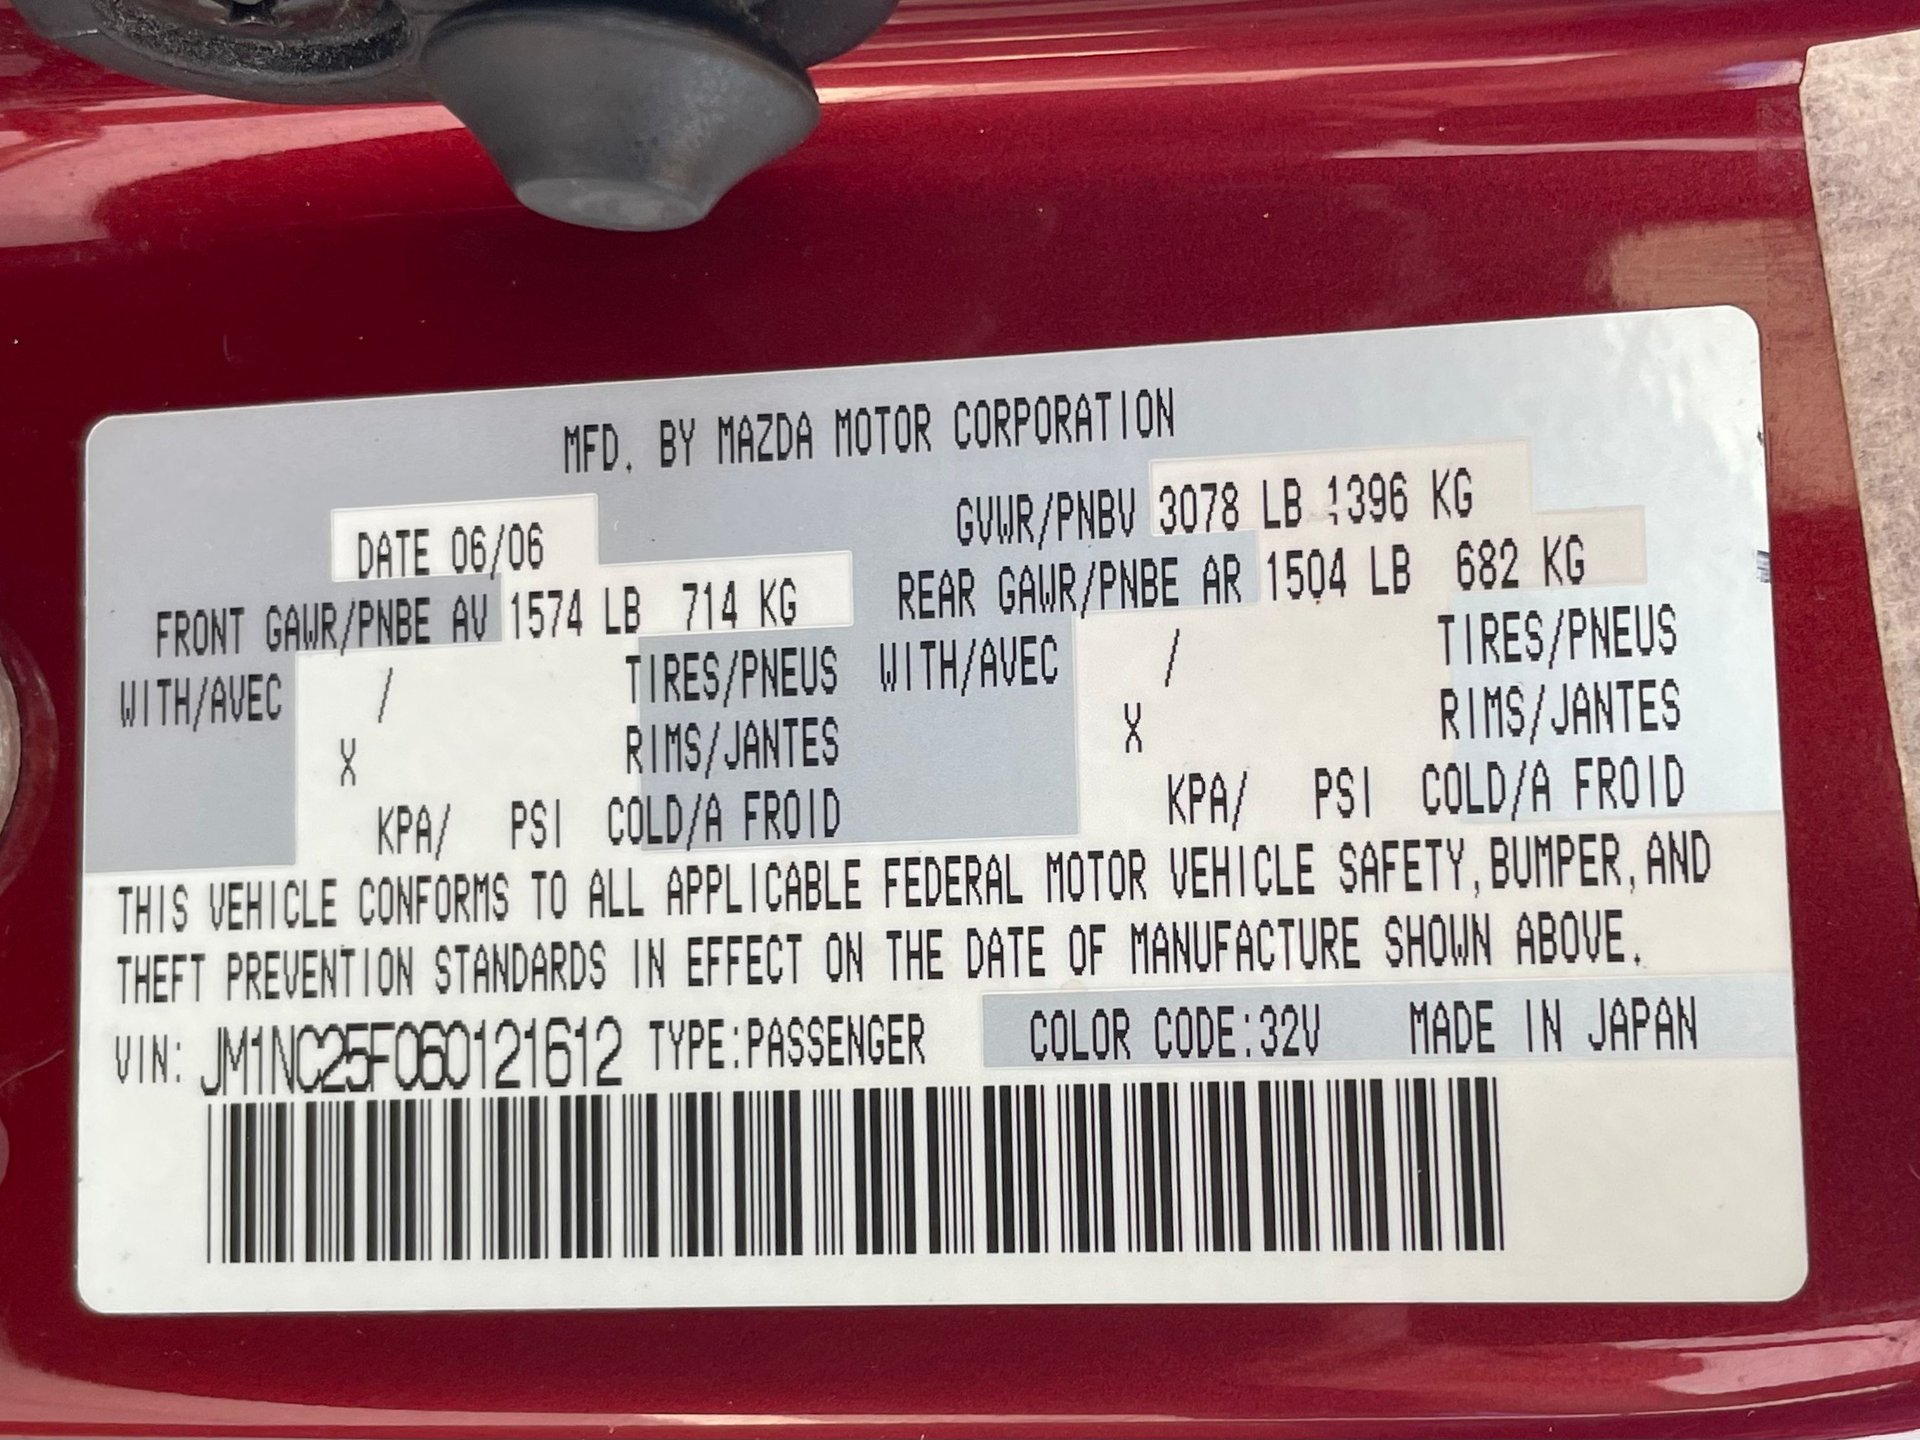 MFD. BY MAZDA MOTOR CORPORATION
DATE 06/06 GVWR/PNBV 3078 LB 1396 KG
FRONT GAWR/PNBE AV 1574 LB 714 KG REAR GAWR/PNBE AR 1504 LB 682 KG
WITH/AVEC / TIRES/PNEUS WITH/AVEC / TIRES/PNEUS
X RIMS/JANTES X RIMS/JANTES
KPA/ PSI COLD/A FROID KPA/ PSI COLD/A FROID
THIS VEHICLE CONFORMS TO ALL APPLICABLE FEDERAL MOTOR VEHICLE SAFETY, BUMPER, AND
THEFT PREVENTION STANDARDS IN EFFECT ON THE DATE OF MANUFACTURE SHOWN ABOVE.
VIN: JM1NC25F060121612 TYPE:PASSENGER COLOR CODE:32V MADE IN JAPAN